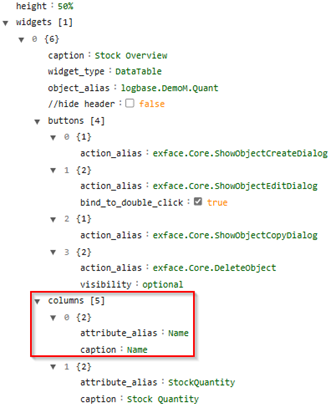 height : 50%
widgets [1]
0 {6}
caption : Stock Overview
widget_type : DataTable
object_alias : logbase.DemoM.Quant
//hide header : false
buttons [4]
0 {1}
action_alias : exface.Core.ShowObjectCreateDialog
1 {2}
action_alias : exface.Core.ShowObjectEditDialog
bind_to_double_click : true
2 {1}
action_alias : exface.Core.ShowObjectCopyDialog
3 {2}
action_alias : exface.Core.DeleteObject
visibility : optional
columns [5]
0 {2}
attribute_alias : Name
caption : Name
1 {2}
attribute_alias : StockQuantity
caption : Stock Quantity